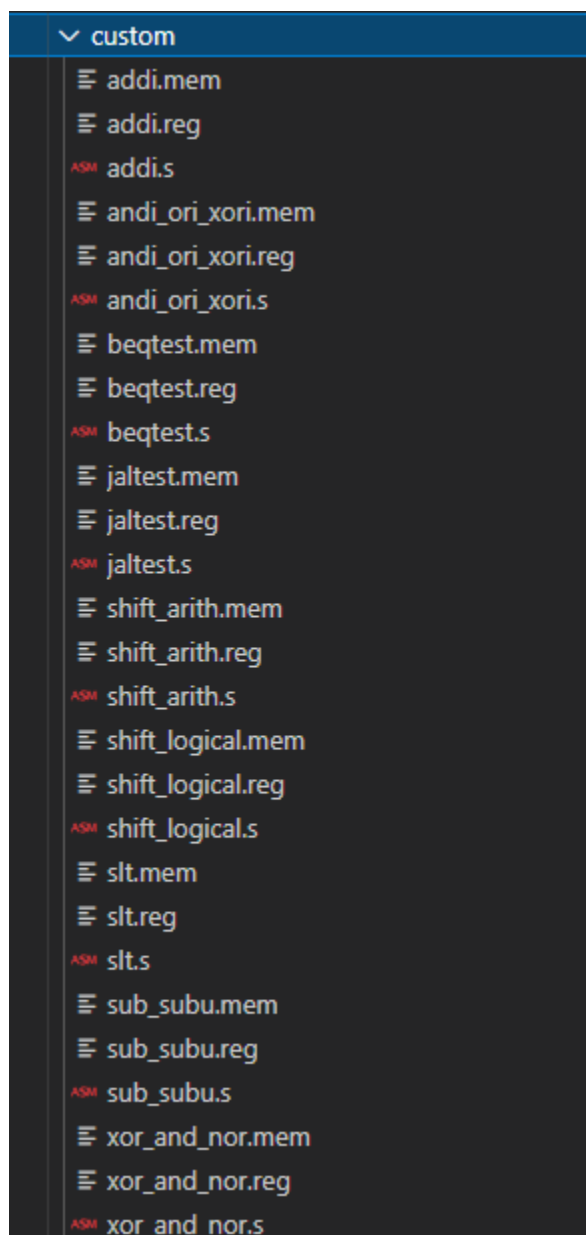 custom
addi.mem
addi.reg
ASM addi.s
andi_ori_xori.mem
andi_ori_xori.reg
ASM andi_ori_xori.s
beqtest.mem
beqtest.reg
ASM beqtest.s
jaltest.mem
jaltest.reg
ASM jaltest.s
shift_arith.mem
shift_arith.reg
ASM shift_arith.s
shift_logical.mem
shift_logical.reg
ASM shift_logical.s
slt.mem
slt.reg
ASM slt.s
sub_subu.mem
sub_subu.reg
ASM sub_subu.s
xor_and_nor.mem
xor_and_nor.reg
ASM xor_and_nor.s